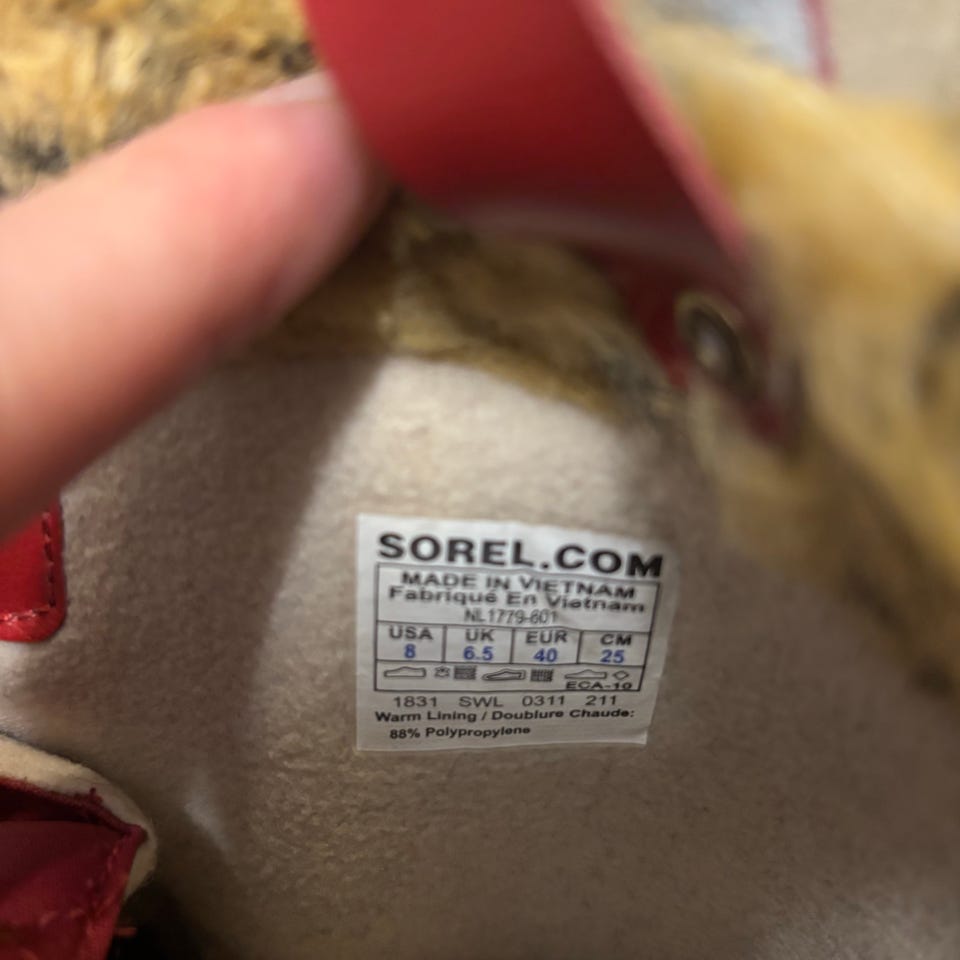 SOREL.COM
MADE IN VIETNAM
Fabriqué En Vietnam
NL1779-601
USA UK EUR CM
8 6.5 40 25
ECA-10
1831 SWL 0311 211
Warm Lining / Doublure Chaude:
88% Polypropylene